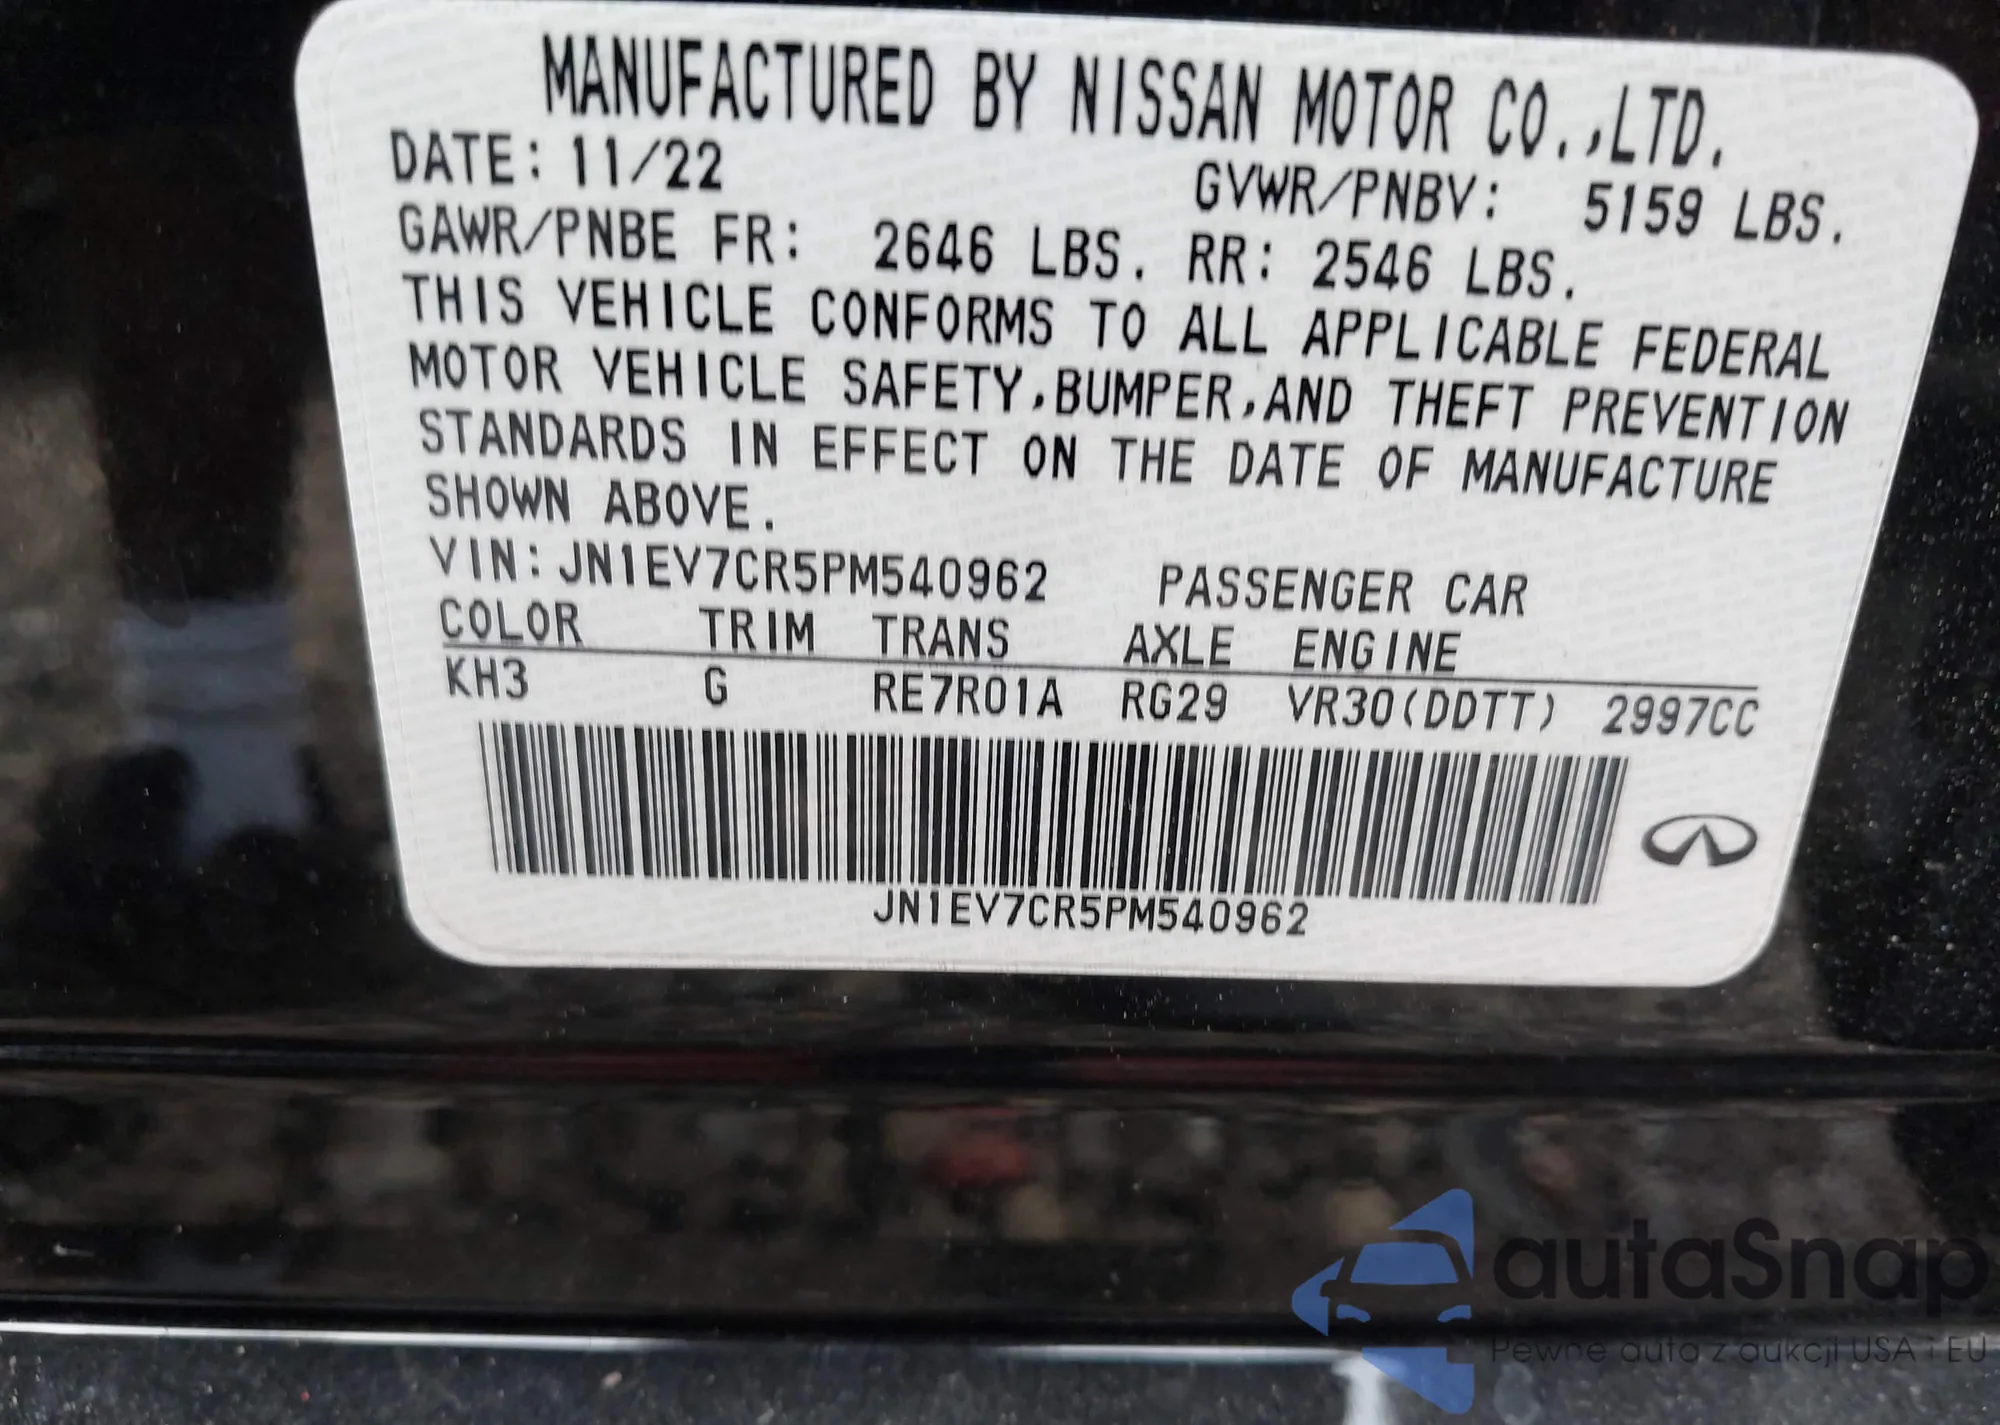 MANUFACTURED BY NISSAN MOTOR CO.,LTD.
DATE: 11/22 GVWR/PNBV: 5159 LBS.
GAWR/PNBE FR: 2646 LBS. RR: 2546 LBS.
THIS VEHICLE CONFORMS TO ALL APPLICABLE FEDERAL
MOTOR VEHICLE SAFETY,BUMPER,AND THEFT PREVENTION
STANDARDS IN EFFECT ON THE DATE OF MANUFACTURE
SHOWN ABOVE.
VIN:JN1EV7CR5PM540962 PASSENGER CAR
COLOR TRIM TRANS AXLE ENGINE
KH3 G RE7R01A RG29 VR30(DDTT) 2997CC
JN1EV7CR5PM540962
autaSnap
Pewne auta z aukcji USA i EU